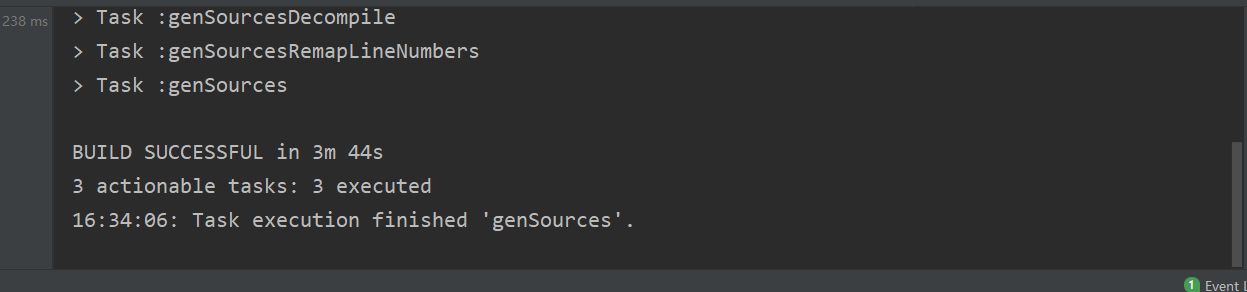 238 ms
> Task :genSourcesDecompile
> Task :genSourcesRemapLineNumbers
> Task :genSources
BUILD SUCCESSFUL in 3m 44s
3 actionable tasks: 3 executed
16:34:06: Task execution finished 'genSources'.
1 Event